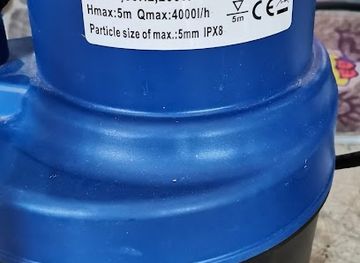 Hmax:5m Qmax:4000l/h
5m
CE
Particle size of max.:5mm IPX8